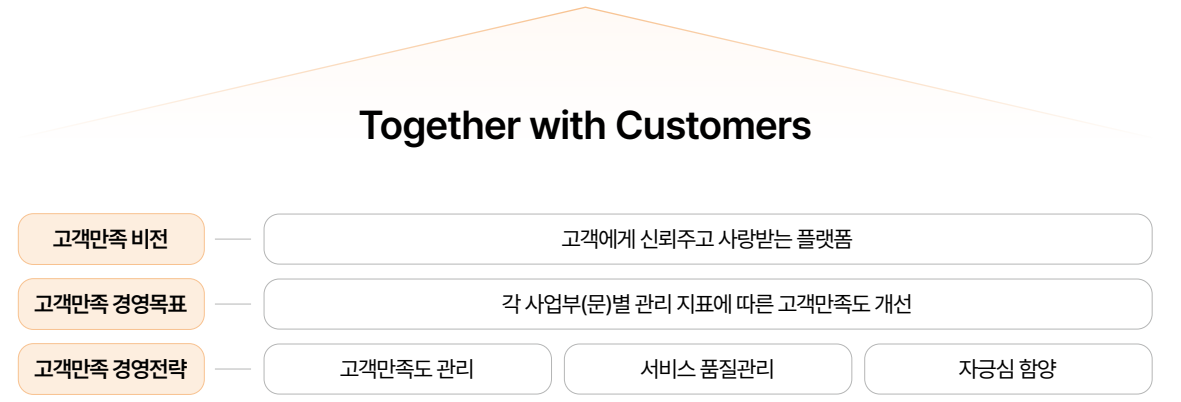 Together with Customers
고객만족 비전
고객에게 신뢰주고 사랑받는 플랫폼
고객만족 경영목표
각 사업부(문)별 관리 지표에 따른 고객만족도 개선
고객만족 경영전략
고객만족도 관리
서비스 품질관리
자긍심 함양